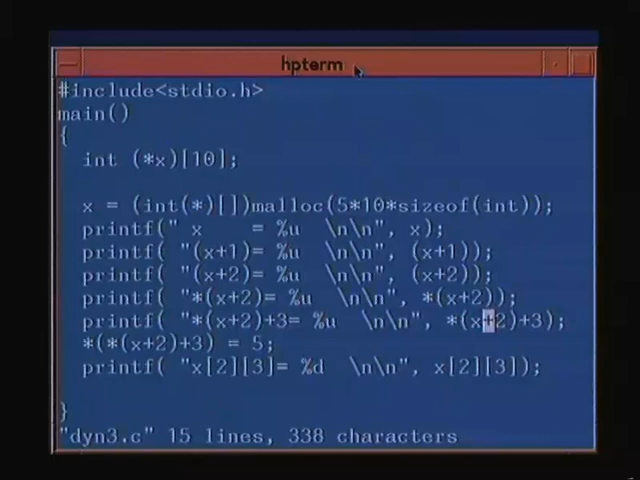 hpterm
#include<stdio.h>
main()
{
int (*x)[10];
x = (int(*)[])malloc(5*10*sizeof(int));
printf(" x    = %u  \n\n", x);
printf( "(x+1)= %u  \n\n", (x+1));
printf( "(x+2)= %u  \n\n", (x+2));
printf( "*(x+2)= %u  \n\n", *(x+2));
printf( "*(x+2)+3= %u  \n\n", *(x+2)+3);
*(*(x+2)+3) = 5;
printf( "x[2][3]= %d  \n\n", x[2][3]);
}
"dyn3.c" 15 lines, 338 characters